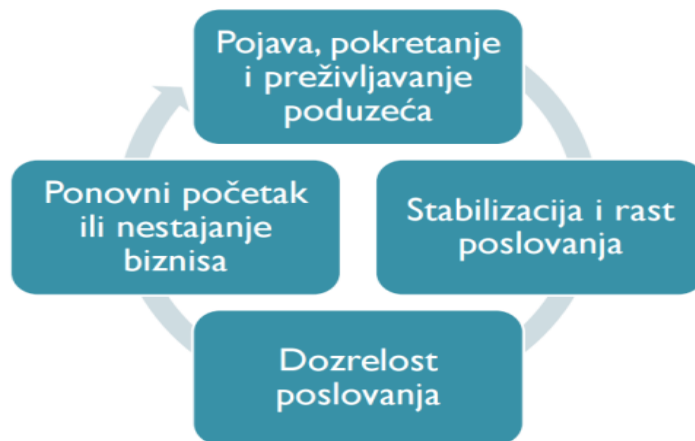 Pojava, pokretanje
i preživljavanje
poduzeća
Stabilizacija i rast
poslovanja
Dozrelost
poslovanja
Ponovni početak
ili nestajanje
biznisa